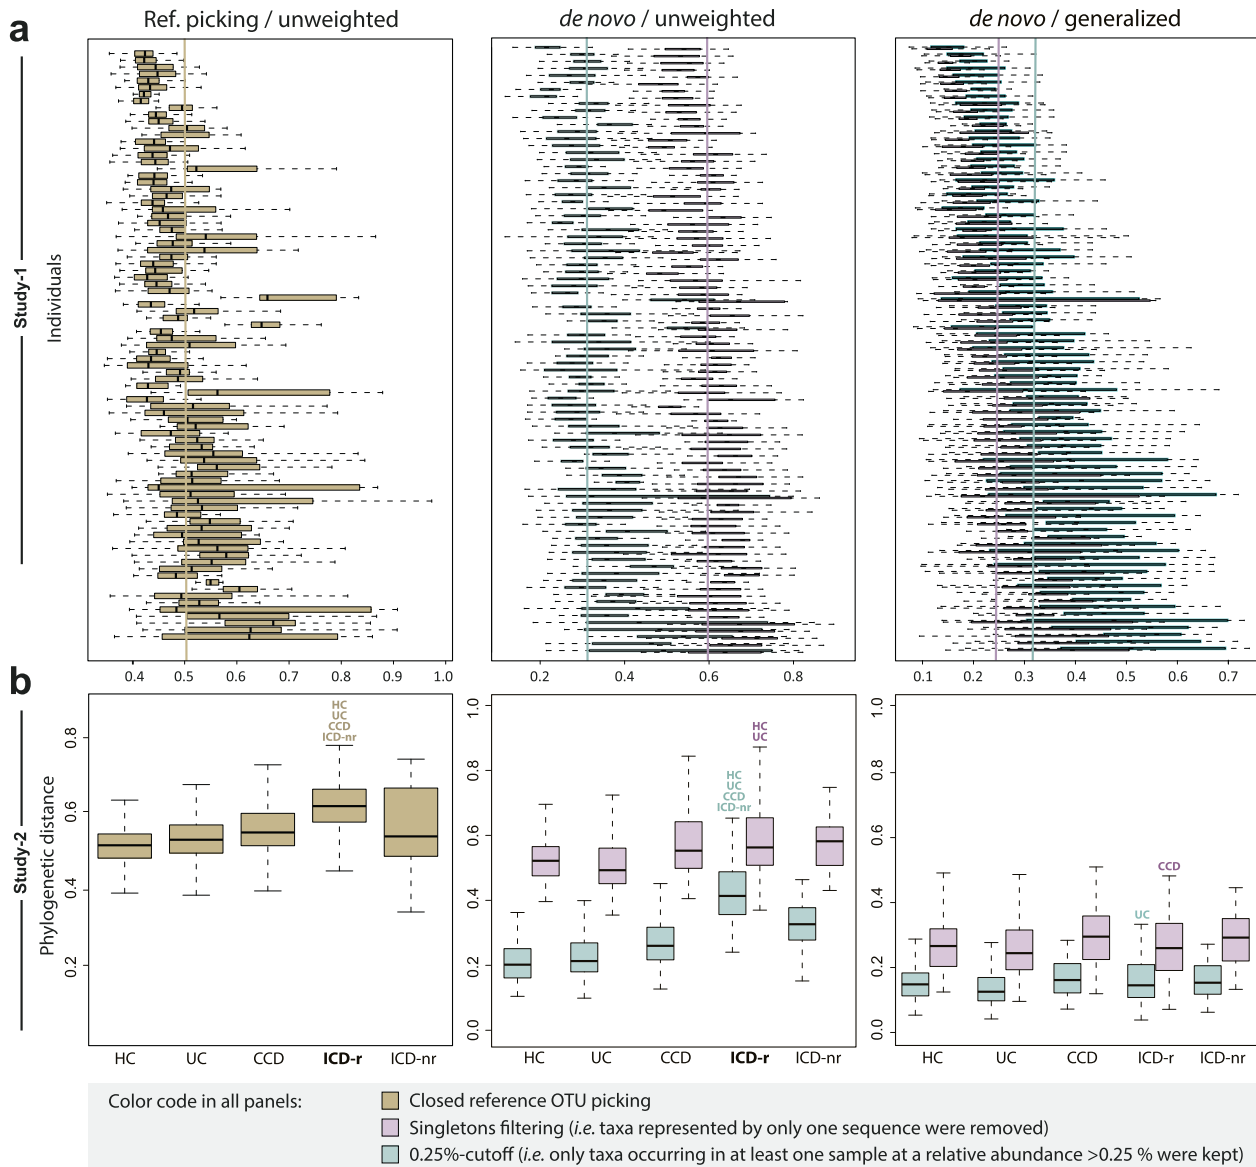 a
Ref. picking / unweighted
de novo / unweighted
de novo / generalized
Study-1
Individuals
0.4 0.5 0.6 0.7 0.8 0.9 1.0
0.2 0.4 0.6 0.8
0.1 0.2 0.3 0.4 0.5 0.6 0.7
b
Study-2
Phylogenetic distance
0.8
0.6
0.4
0.2
HC
UC
CCD
ICD-nr
HC UC CCD ICD-r ICD-nr
1.0
0.8
0.6
0.4
0.2
0.0
HC
UC
CCD
ICD-nr
HC
UC
HC UC CCD ICD-r ICD-nr
1.0
0.8
0.6
0.4
0.2
0.0
UC
CCD
HC UC CCD ICD-r ICD-nr
Color code in all panels:
Closed reference OTU picking
Singletons filtering (i.e. taxa represented by only one sequence were removed)
0.25%-cutoff (i.e. only taxa occurring in at least one sample at a relative abundance >0.25 % were kept)